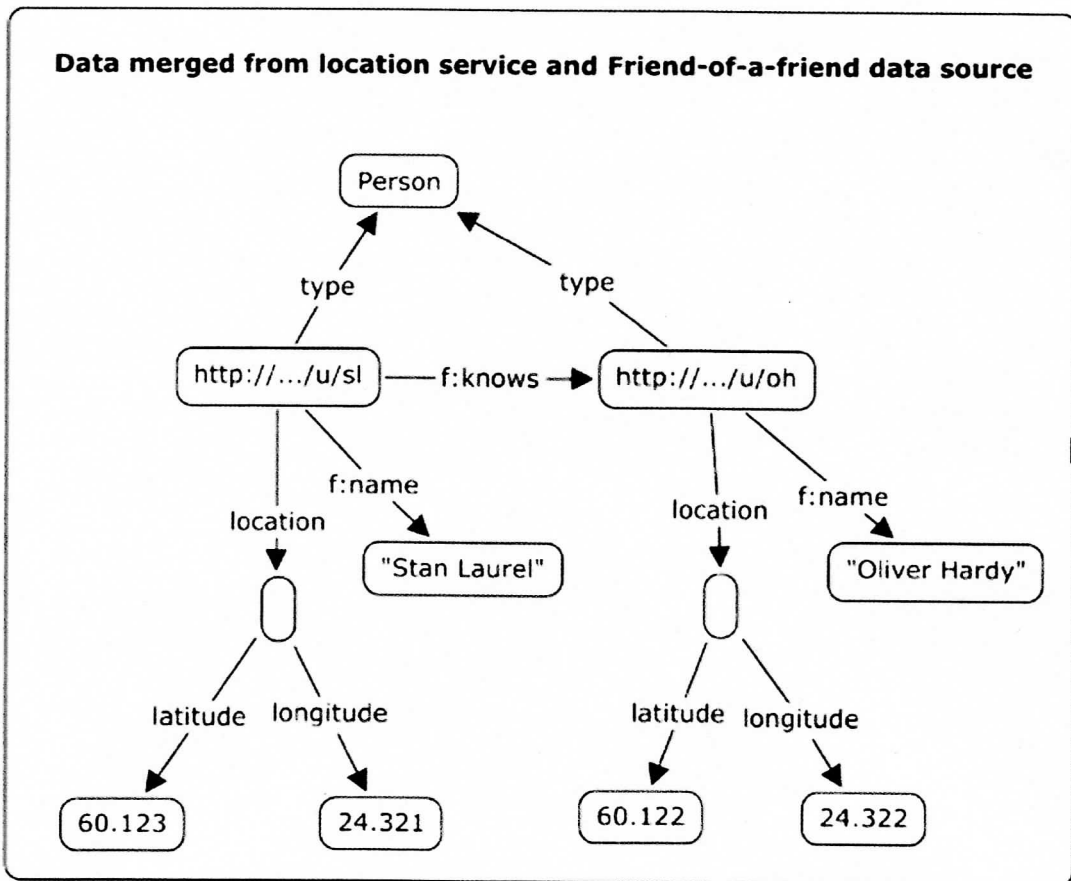 Data merged from location service and Friend-of-a-friend data source
Person
type
type
http://.../u/sl
f:knows
http://.../u/oh
f:name
f:name
location
location
"Stan Laurel"
"Oliver Hardy"
latitude
longitude
latitude
longitude
60.123
24.321
60.122
24.322